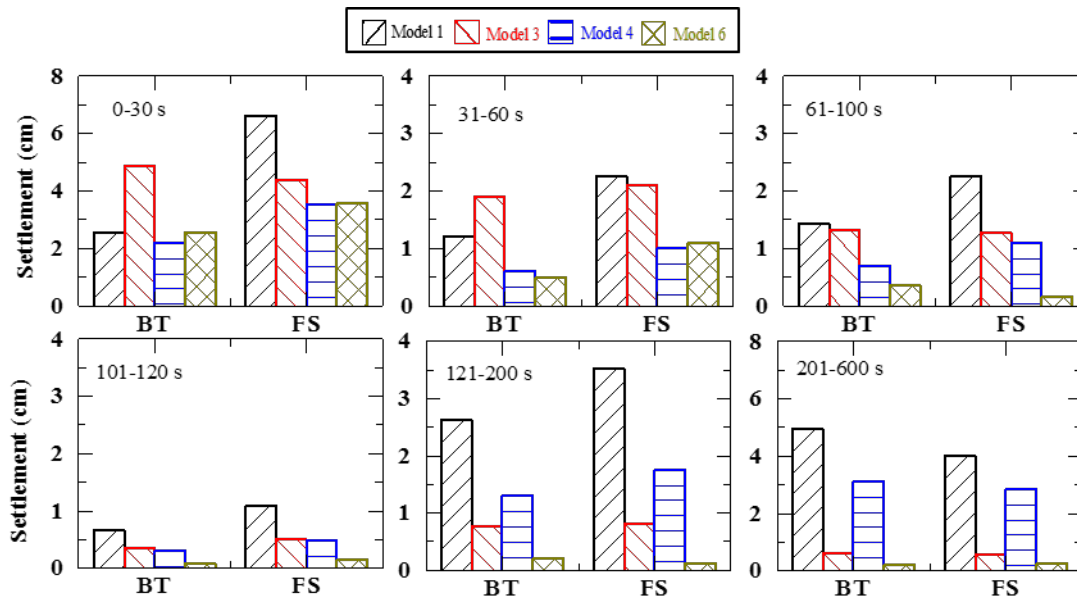 Model 1 Model 3 Model 4 Model 6
Settlement (cm)
8
6
4
2
0
0-30 s
BT FS
4
3
2
1
0
31-60 s
BT FS
4
3
2
1
0
61-100 s
BT FS
Settlement (cm)
4
3
2
1
0
101-120 s
BT FS
4
3
2
1
0
121-200 s
BT FS
8
6
4
2
0
201-600 s
BT FS